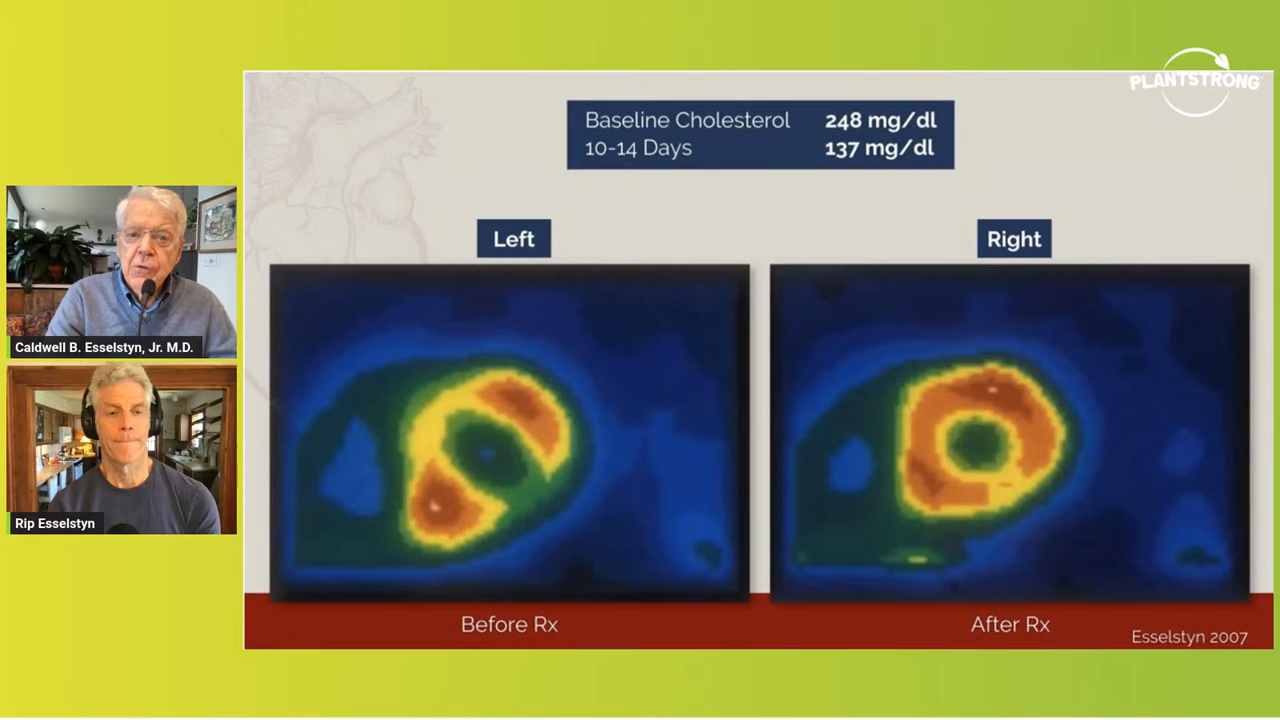 PLANTSTRONG
Baseline Cholesterol 248 mg/dl
10-14 Days 137 mg/dl
Left
Right
Caldwell B. Esselstyn, Jr. M.D.
Rip Esselstyn
Before Rx
After Rx
Esselstyn 2007